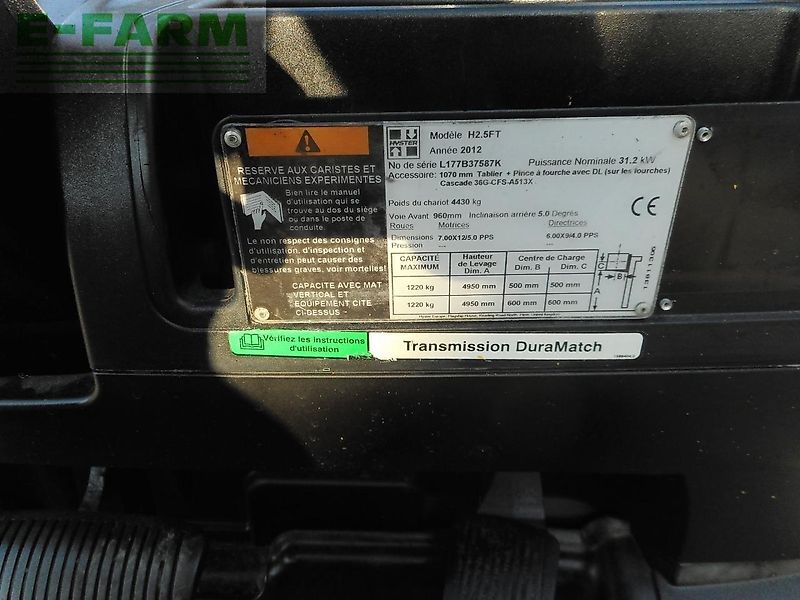 E-FARM
RESERVE AUX CARISTES ET
MECANICIENS EXPERIMENTES
Bien lire le manuel
d'utilisation qui se
trouve au dos du siège
ou dans le poste de
conduite.
Le non respect des consignes
d'utilisation, d'inspection et
d'entretien peut causer des
blessures graves, voir mortelles!
CAPACITE AVEC MAT
VERTICAL ET
EQUIPEMENT CITE
CI-DESSUS
HYSTER
Modèle H2.5FT
Année 2012
No de série L177B37587K Puissance Nominale 31.2 kW
Accessoire: 1070 mm Tablier + Pince à fourche avec DL (sur les fourches)
Cascade 36G-CFS-A513X
Poids du chariot 4430 kg
Voie Avant 960mm Inclinaison arrière 5.0 Degrés
Roues Motrices Directrices
Dimensions 7.00X12/5.0 PPS 6.00X9/4.0 PPS
Pression --- ---
CE
CAPACITÉ MAXIMUM Hauteur de Levage Dim. A Centre de Charge Dim. B Dim. C
1220 kg 4950 mm 500 mm 500 mm
1220 kg 4950 mm 600 mm 600 mm
C
B
A
Vérifiez les instructions
d'utilisation
Transmission DuraMatch